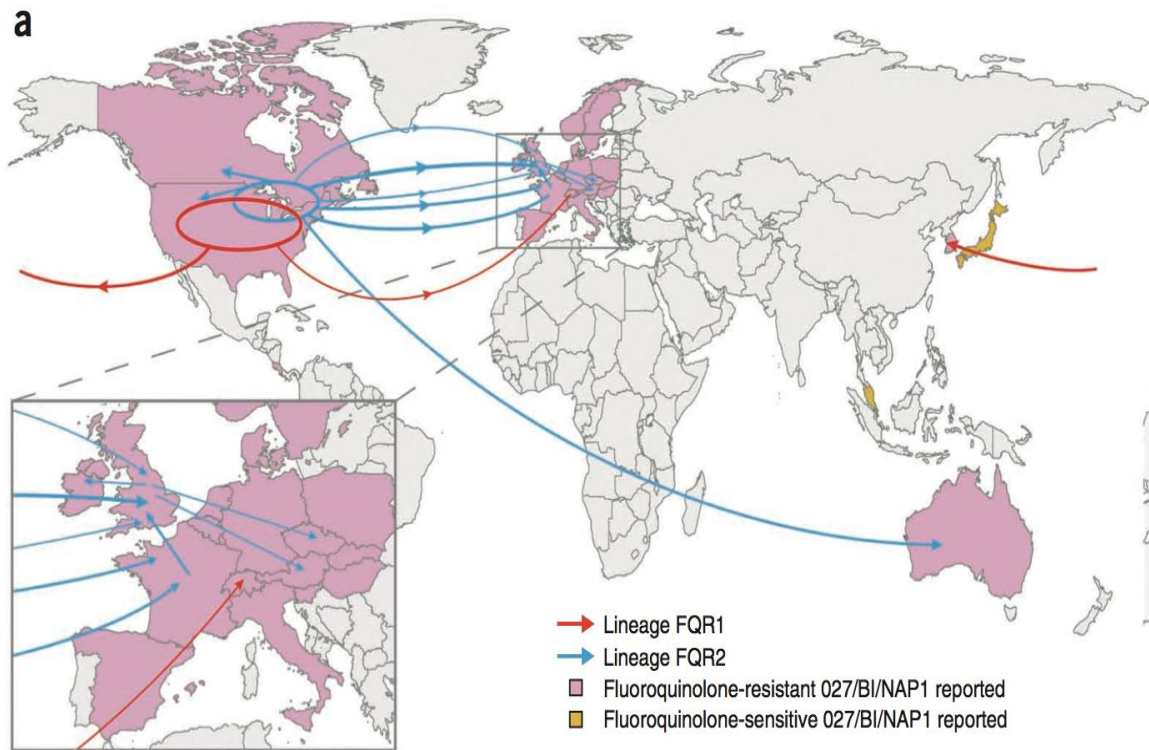 a
Lineage FQR1
Lineage FQR2
Fluoroquinolone-resistant 027/BI/NAP1 reported
Fluoroquinolone-sensitive 027/BI/NAP1 reported